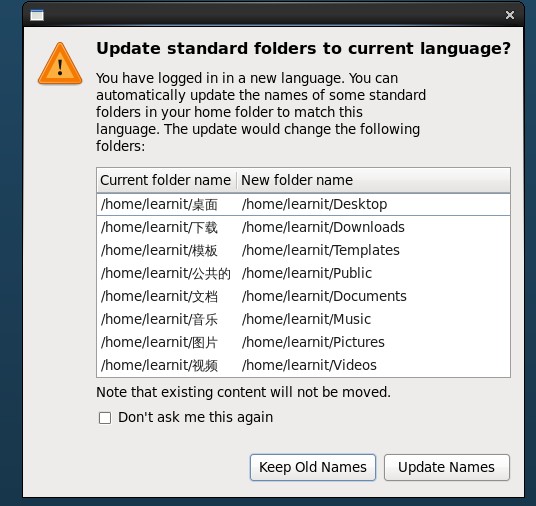 Update standard folders to current language?
You have logged in in a new language. You can
automatically update the names of some standard
folders in your home folder to match this
language. The update would change the following
folders:
Current folder name New folder name
/home/learnit/桌面 /home/learnit/Desktop
/home/learnit/下载 /home/learnit/Downloads
/home/learnit/模板 /home/learnit/Templates
/home/learnit/公共的 /home/learnit/Public
/home/learnit/文档 /home/learnit/Documents
/home/learnit/音乐 /home/learnit/Music
/home/learnit/图片 /home/learnit/Pictures
/home/learnit/视频 /home/learnit/Videos
Note that existing content will not be moved.
Don't ask me this again
Keep Old Names Update Names